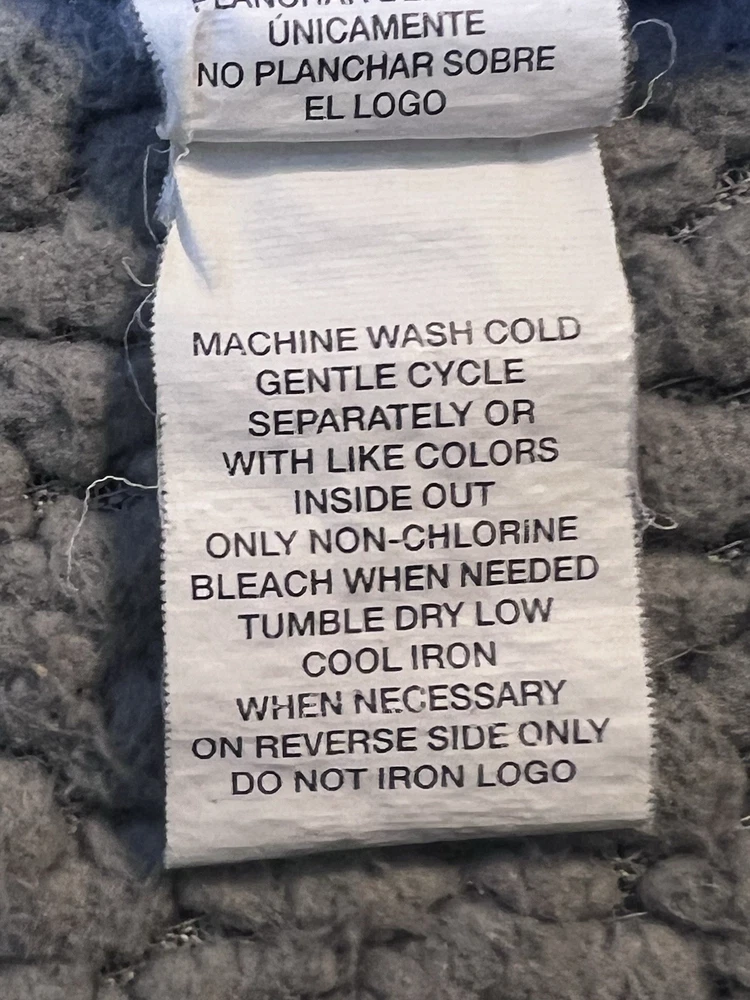 ÚNICAMENTE
NO PLANCHAR SOBRE
EL LOGO
MACHINE WASH COLD
GENTLE CYCLE
SEPARATELY OR
WITH LIKE COLORS
INSIDE OUT
ONLY NON-CHLORINE
BLEACH WHEN NEEDED
TUMBLE DRY LOW
COOL IRON
WHEN NECESSARY
ON REVERSE SIDE ONLY
DO NOT IRON LOGO